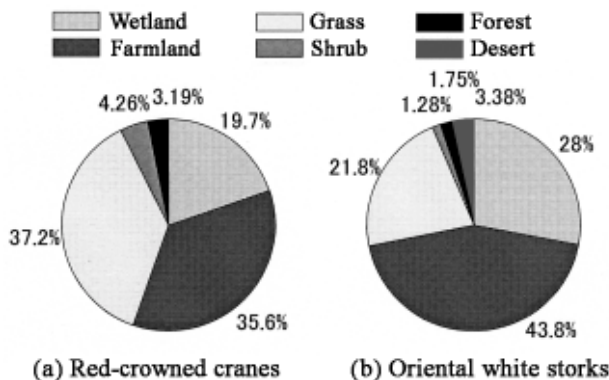 Wetland Grass Forest
Farmland Shrub Desert
4.26% 3.19%
19.7%
37.2%
35.6%
1.75%
1.28% 3.38%
21.8% 28%
43.8%
(a) Red-crowned cranes (b) Oriental white storks